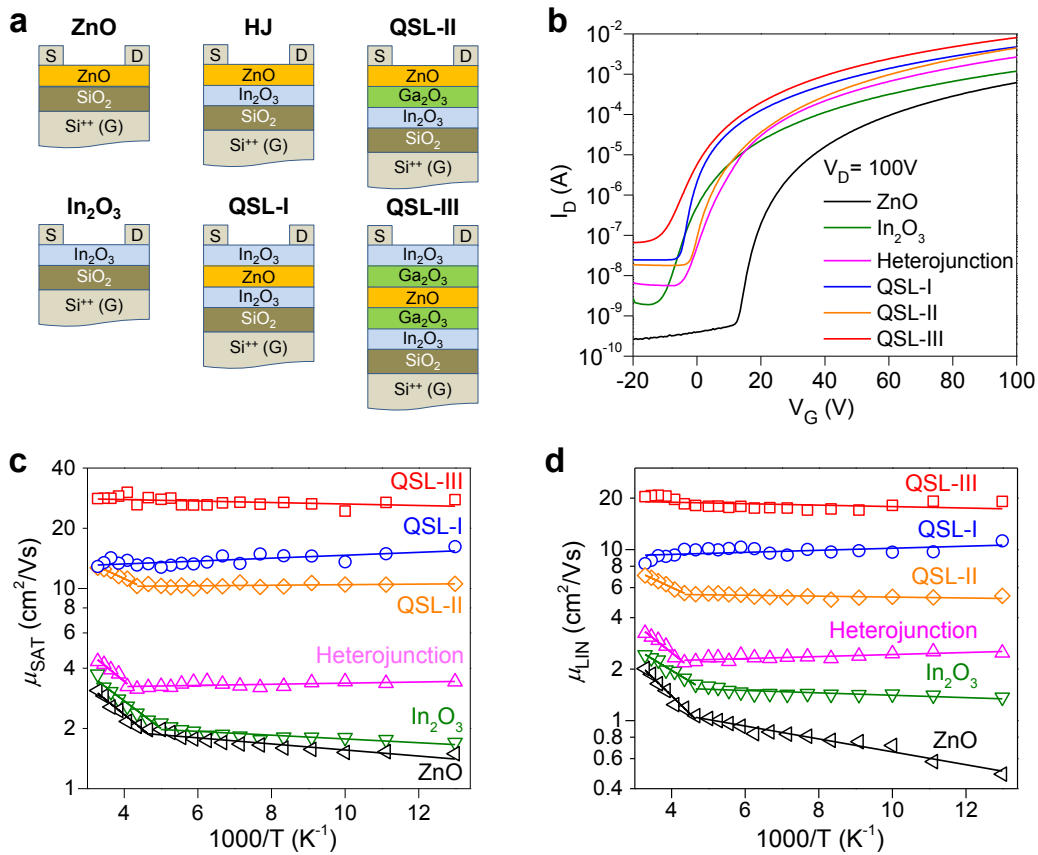 a
ZnO
S D
ZnO
SiO₂
Si⁺⁺ (G)
HJ
S D
ZnO
In₂O₃
SiO₂
Si⁺⁺ (G)
QSL-II
S D
ZnO
Ga₂O₃
In₂O₃
SiO₂
Si⁺⁺ (G)
In₂O₃
S D
In₂O₃
SiO₂
Si⁺⁺ (G)
QSL-I
S D
In₂O₃
ZnO
In₂O₃
SiO₂
Si⁺⁺ (G)
QSL-III
S D
In₂O₃
Ga₂O₃
ZnO
Ga₂O₃
In₂O₃
SiO₂
Si⁺⁺ (G)
b
I_D (A)
10⁻²
10⁻³
10⁻⁴
10⁻⁵
10⁻⁶
10⁻⁷
10⁻⁸
10⁻⁹
10⁻¹⁰
V_D= 100V
ZnO
In₂O₃
Heterojunction
QSL-I
QSL-II
QSL-III
-20 0 20 40 60 80 100
V_G (V)
c
μ_SAT (cm²/Vs)
40
20
10
8
6
4
2
1
QSL-III
QSL-I
QSL-II
Heterojunction
In₂O₃
ZnO
4 6 8 10 12
1000/T (K⁻¹)
d
μ_LIN (cm²/Vs)
20
10
8
6
4
2
1
0.8
0.6
0.4
QSL-III
QSL-I
QSL-II
Heterojunction
In₂O₃
ZnO
4 6 8 10 12
1000/T (K⁻¹)